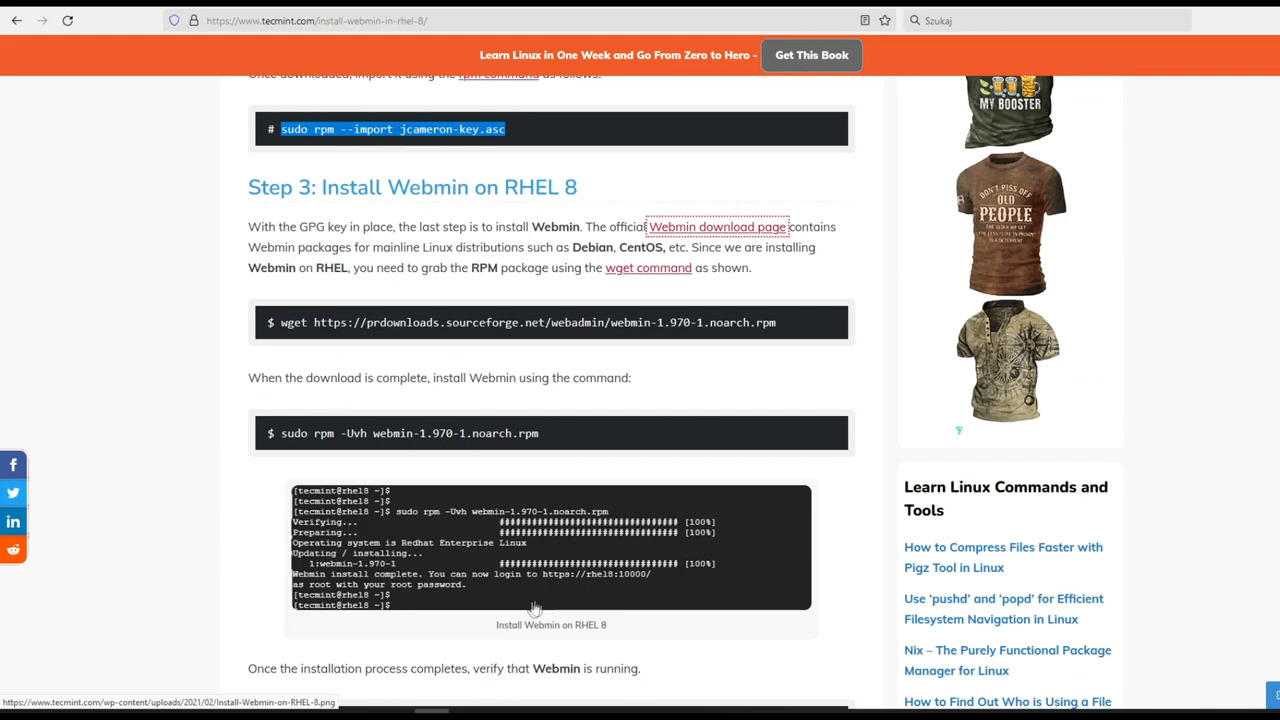 https://www.tecmint.com/install-webmin-in-rhel-8/
Szukaj
Learn Linux in One Week and Go From Zero to Hero -
Get This Book
Once downloaded, import it using the rpm command as follows.
# sudo rpm --import jcameron-key.asc
Step 3: Install Webmin on RHEL 8
With the GPG key in place, the last step is to install Webmin. The official Webmin download page contains
Webmin packages for mainline Linux distributions such as Debian, CentOS, etc. Since we are installing
Webmin on RHEL, you need to grab the RPM package using the wget command as shown.
$ wget https://prdownloads.sourceforge.net/webadmin/webmin-1.970-1.noarch.rpm
When the download is complete, install Webmin using the command:
$ sudo rpm -Uvh webmin-1.970-1.noarch.rpm
[tecmint@rhel8 ~]$
[tecmint@rhel8 ~]$
[tecmint@rhel8 ~]$ sudo rpm -Uvh webmin-1.970-1.noarch.rpm
Verifying... ################################# [100%]
Preparing... ################################# [100%]
Operating system is Redhat Enterprise Linux
Updating / installing...
1:webmin-1.970-1 ################################# [100%]
Webmin install complete. You can now login to https://rhel8:10000/
as root with your root password.
[tecmint@rhel8 ~]$
[tecmint@rhel8 ~]$
Install Webmin on RHEL 8
Once the installation process completes, verify that Webmin is running.
MY BOOSTER
DON'T PISS OFF
OLD
PEOPLE
Learn Linux Commands and
Tools
How to Compress Files Faster with
Pigz Tool in Linux
Use ‘pushd’ and ‘popd’ for Efficient
Filesystem Navigation in Linux
Nix – The Purely Functional Package
Manager for Linux
How to Find Out Who is Using a File
https://www.tecmint.com/wp-content/uploads/2021/02/Install-Webmin-on-RHEL-8.png